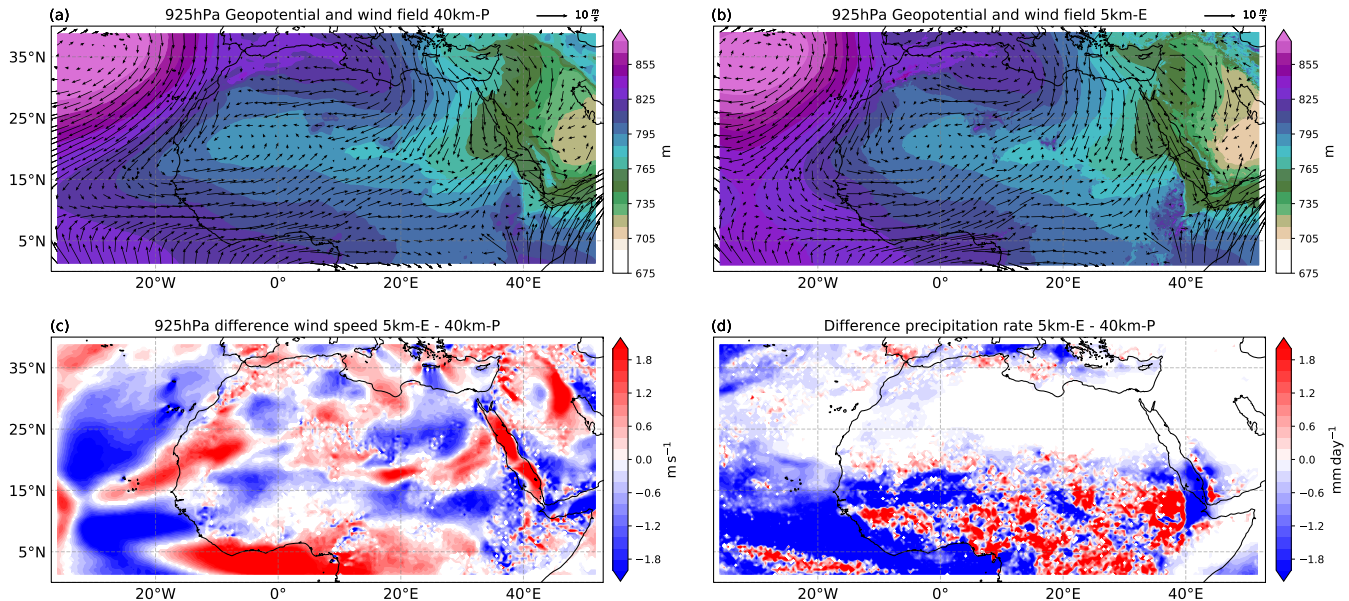 (a) 925hPa Geopotential and wind field 40km-P 10 m/s
35°N
25°N
15°N
5°N
20°W 0° 20°E 40°E
855
825
795
765
735
705
675
m
(b) 925hPa Geopotential and wind field 5km-E 10 m/s
20°W 0° 20°E 40°E
855
825
795
765
735
705
675
m
(c) 925hPa difference wind speed 5km-E - 40km-P
35°N
25°N
15°N
5°N
20°W 0° 20°E 40°E
1.8
1.2
0.6
0.0
−0.6
−1.2
−1.8
m s⁻¹
(d) Difference precipitation rate 5km-E - 40km-P
20°W 0° 20°E 40°E
1.8
1.2
0.6
0.0
−0.6
−1.2
−1.8
mm day⁻¹